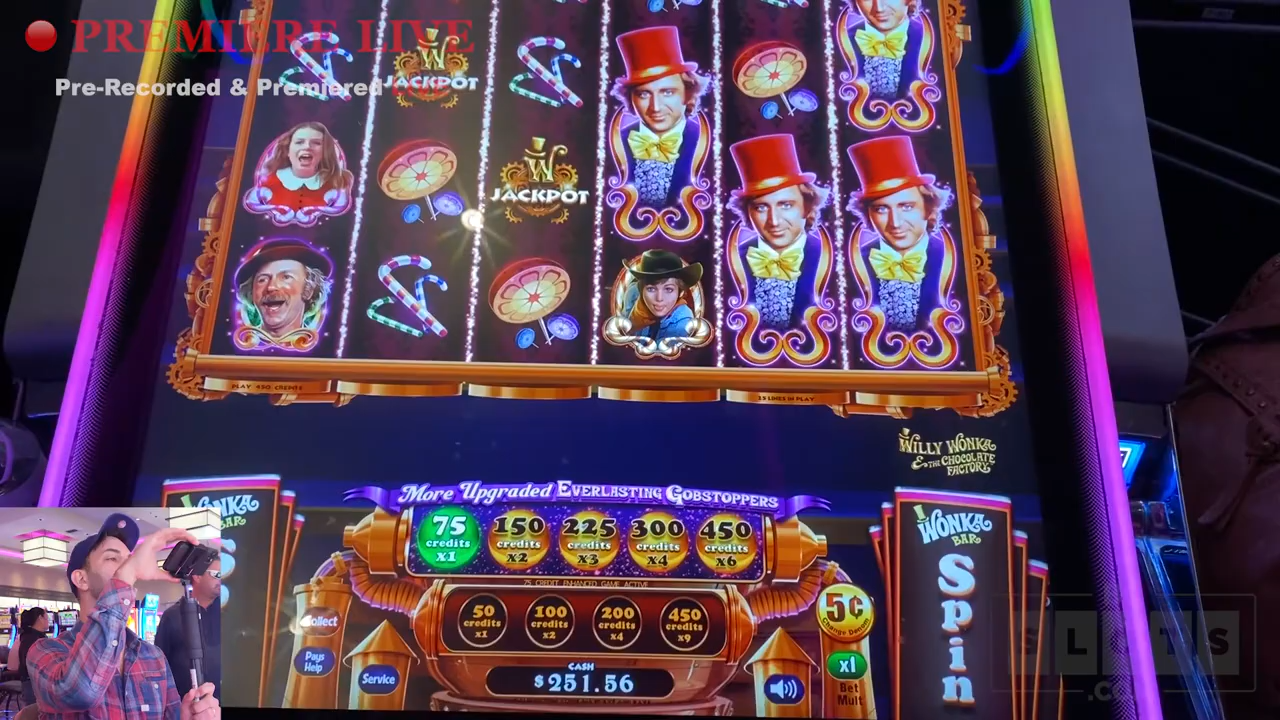 PREMIERE LIVE
Pre-Recorded & Premiered LIVE
W
JACKPOT
W
JACKPOT
PLAY 450 CREDITS
25 LINES IN PLAY
WILLY WONKA
& THE CHOCOLATE
FACTORY
More Upgraded Everlasting Gobstoppers
75 credits x1
150 credits x2
225 credits x3
300 credits x4
450 credits x6
75 CREDIT ENHANCED GAME ACTIVE
50 credits x1
100 credits x2
200 credits x4
450 credits x9
CASH
$251.56
Collect
Pays
Help
Service
5¢
Change Denom
x1
Bet
Mult
WONKA
BAR
WONKA
BAR
Spin
SLOTS